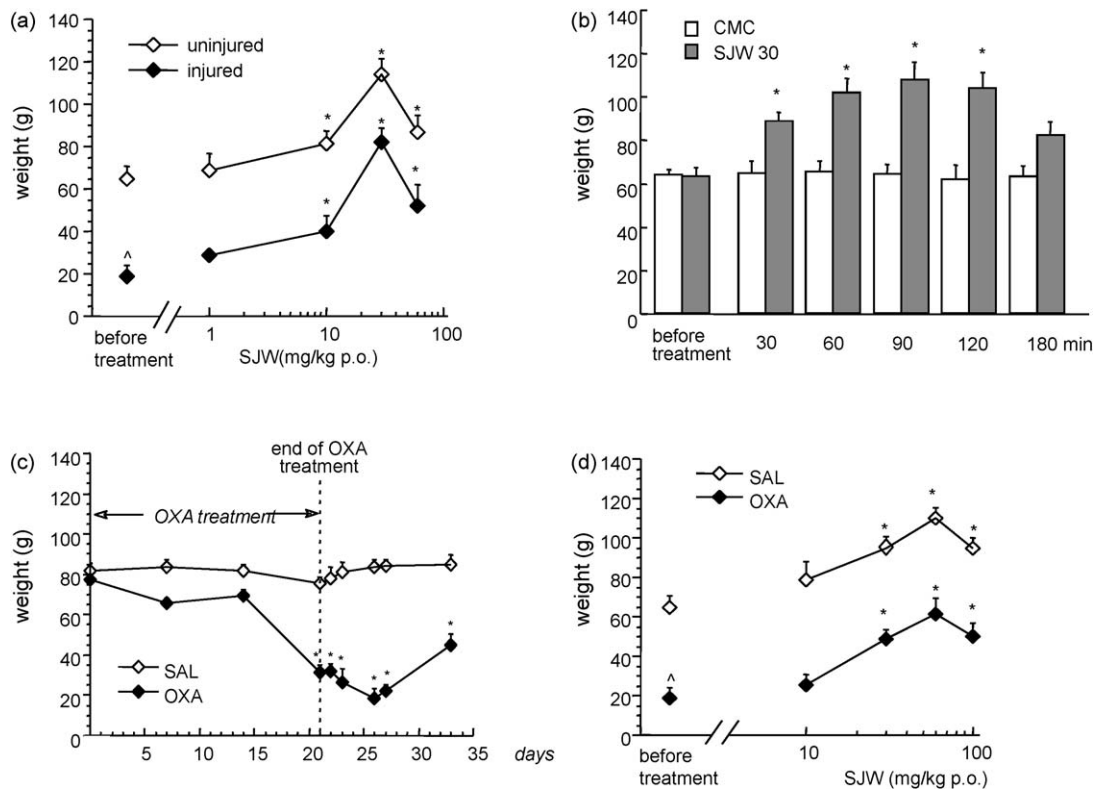 (a)
140
120
100
80
60
40
20
0
weight (g)
uninjured
injured
*
*
*
*
*
*
^
before
treatment
1
10
100
SJW(mg/kg p.o.)
(b)
140
120
100
80
60
40
20
0
weight (g)
CMC
SJW 30
*
*
*
*
before
treatment
30
60
90
120
180 min
(c)
140
120
100
80
60
40
20
0
weight (g)
end of OXA
treatment
OXA treatment
SAL
OXA
*
*
*
*
*
*
5
10
15
20
25
30
35
days
(d)
140
120
100
80
60
40
20
0
weight (g)
SAL
OXA
*
*
*
*
*
*
^
before
treatment
10
100
SJW (mg/kg p.o.)